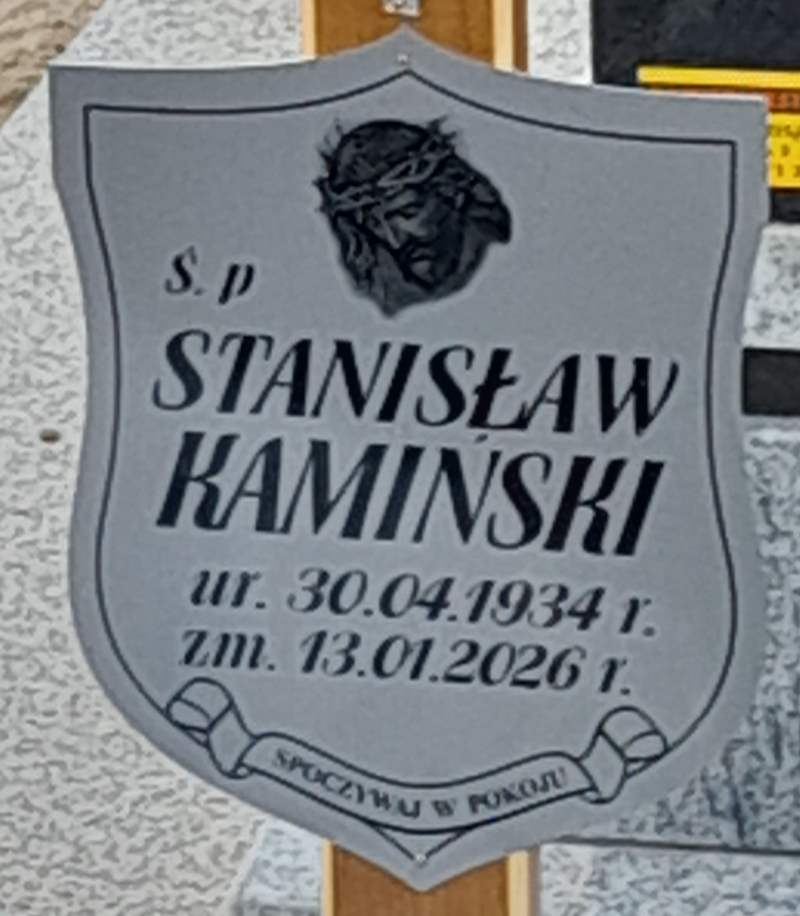 Ś. p
STANISŁAW
KAMIŃSKI
ur. 30.04.1934 r.
zm. 13.01.2026 r.
SPOCZYWAJ W POKOJU